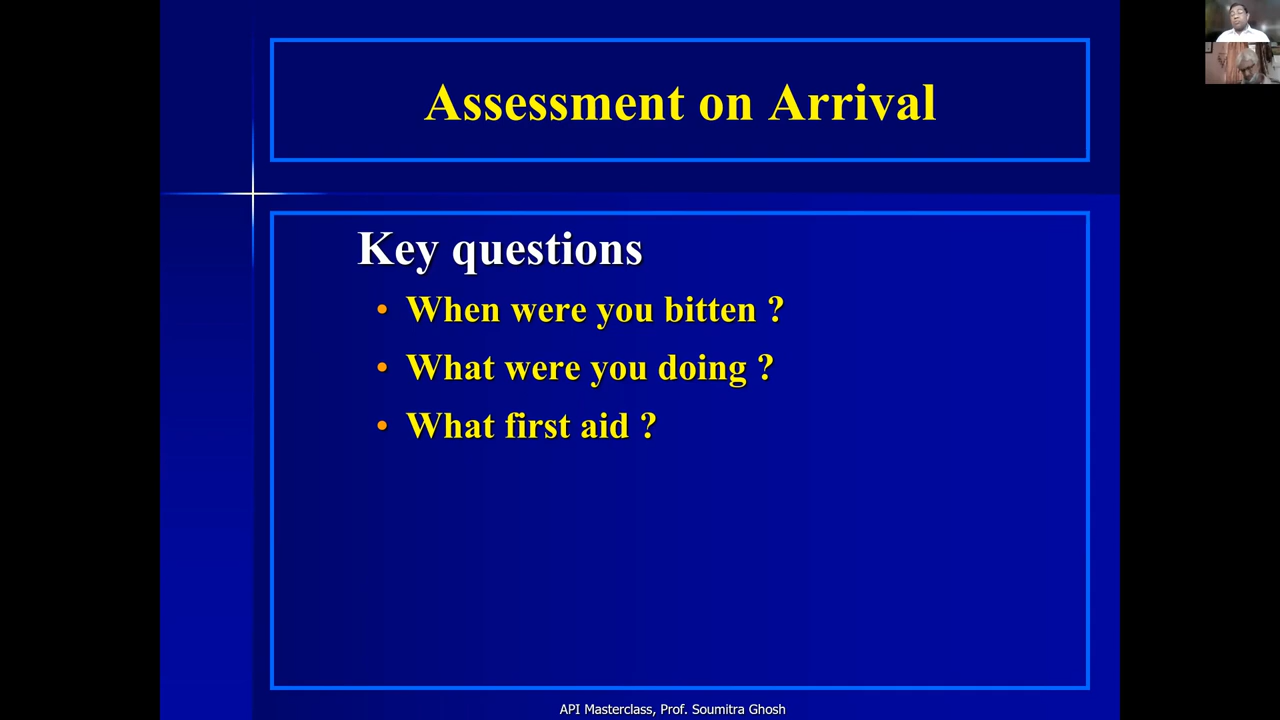 Assessment on Arrival
Key questions
• When were you bitten ?
• What were you doing ?
• What first aid ?
API Masterclass, Prof. Soumitra Ghosh